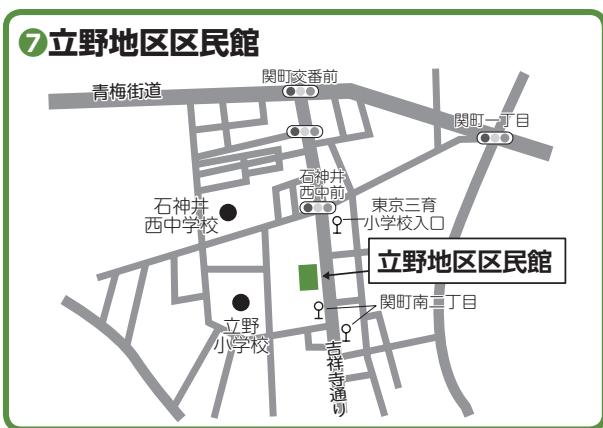 ❼立野地区区民館
関町交番前
青梅街道
関町一丁目
石神井
西中前
石神井
西中学校
東京三育
小学校入口
立野地区区民館
関町南二丁目
立野
小学校
吉祥寺通り